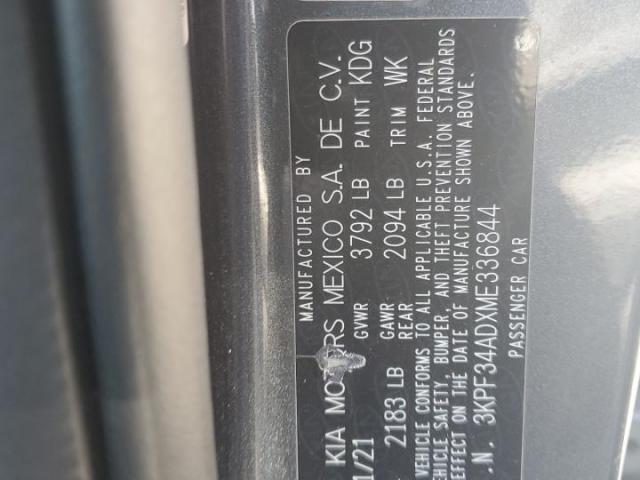 MANUFACTURED BY
KIA MOTORS MEXICO S.A. DE C.V.
1/21 GVWR 3792 LB PAINT KDG
2183 LB GAWR REAR 2094 LB TRIM WK
VEHICLE CONFORMS TO ALL APPLICABLE U.S.A. FEDERAL
VEHICLE SAFETY, BUMPER, AND THEFT PREVENTION STANDARDS
EFFECT ON THE DATE OF MANUFACTURE SHOWN ABOVE.
.N. 3KPF34ADXME336844
PASSENGER CAR